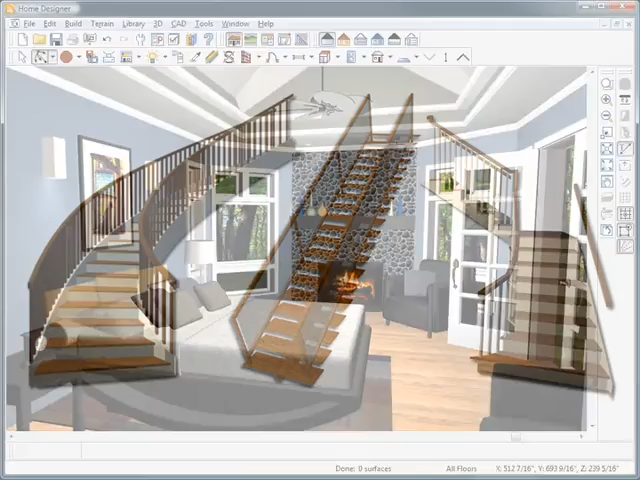 Home Designer
File Edit Build Terrain Library 3D CAD Tools Window Help
Done: 0 surfaces All Floors X: 512 7/16", Y: 693 9/16", Z: 239 5/16"